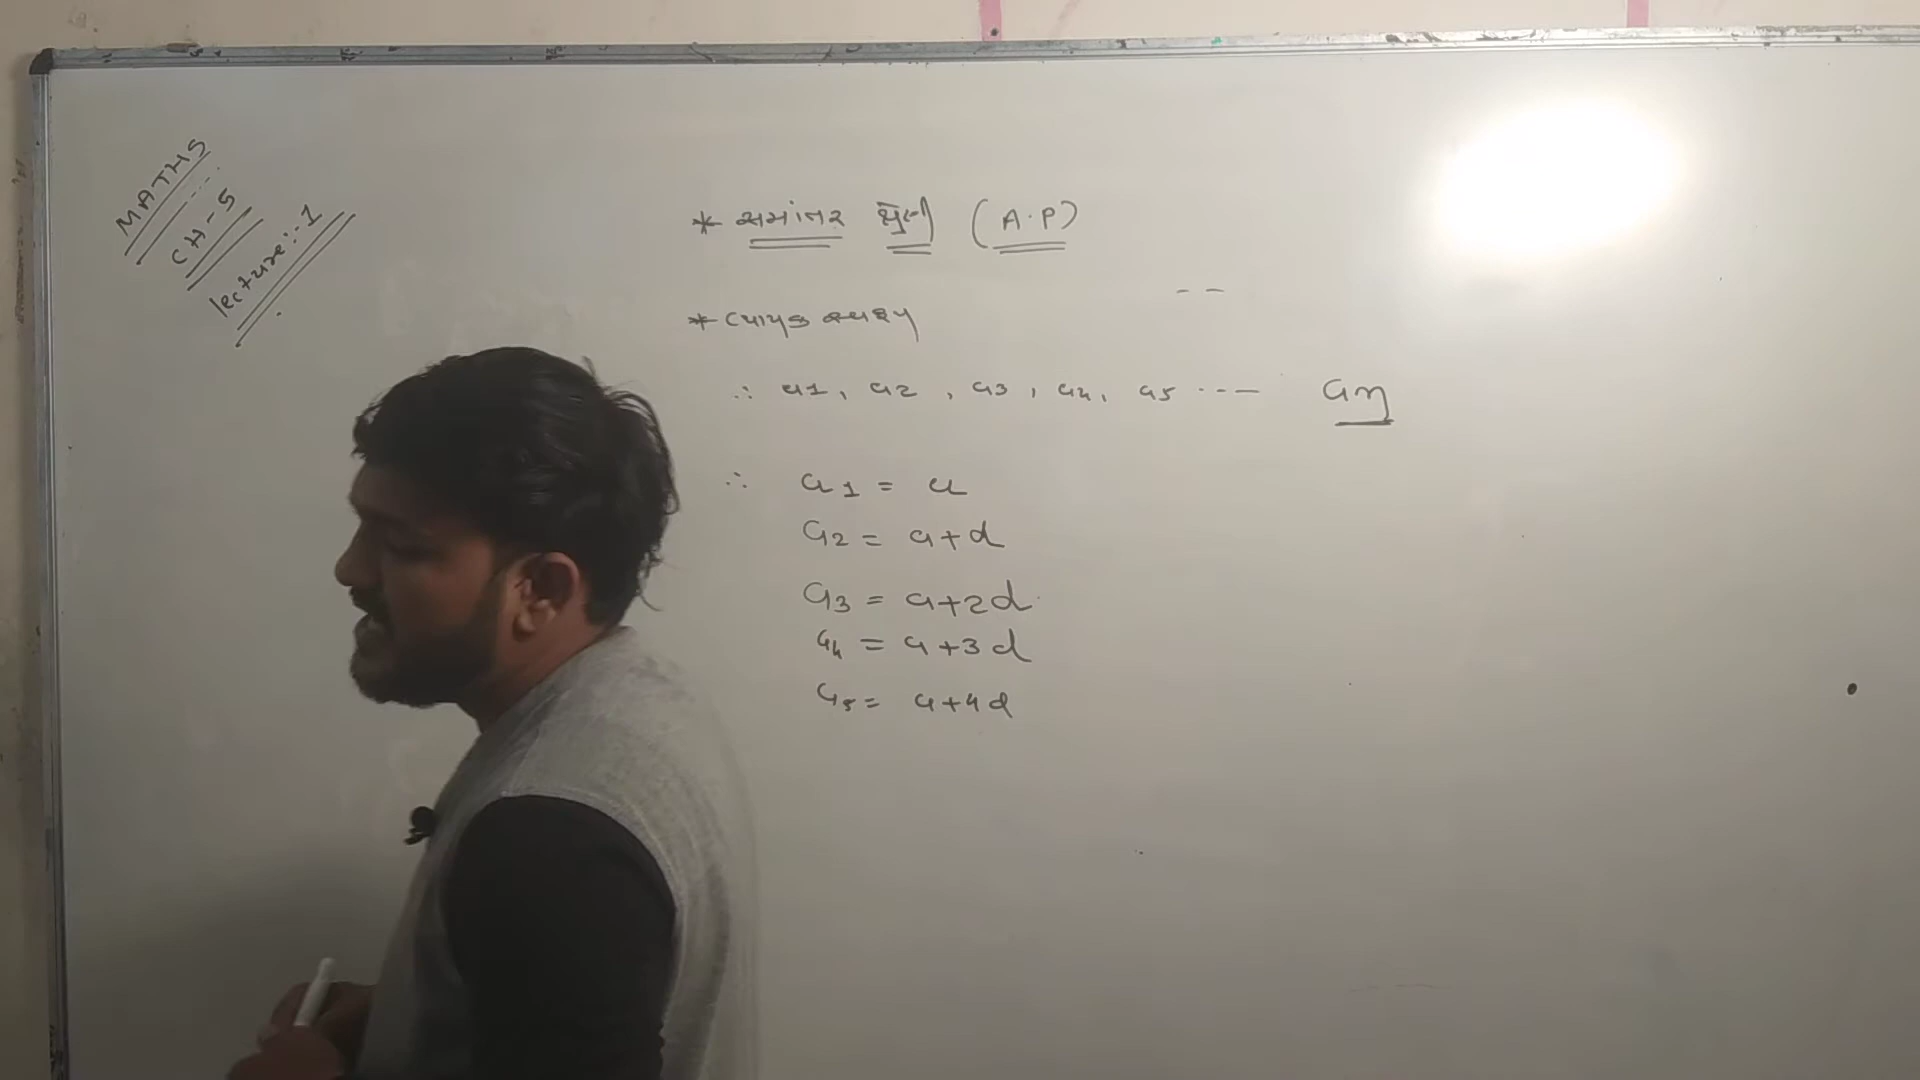 MATHS
CH-5
lecture:-1
* સમાંતર શ્રેણી (A.P)
* વ્યાપક સ્વરૂપ
∴ a1, a2, a3, a4, a5 ---- an
∴ a1 = a
a2 = a+d
a3 = a+2d
a4 = a+3d
a5 = a+4d